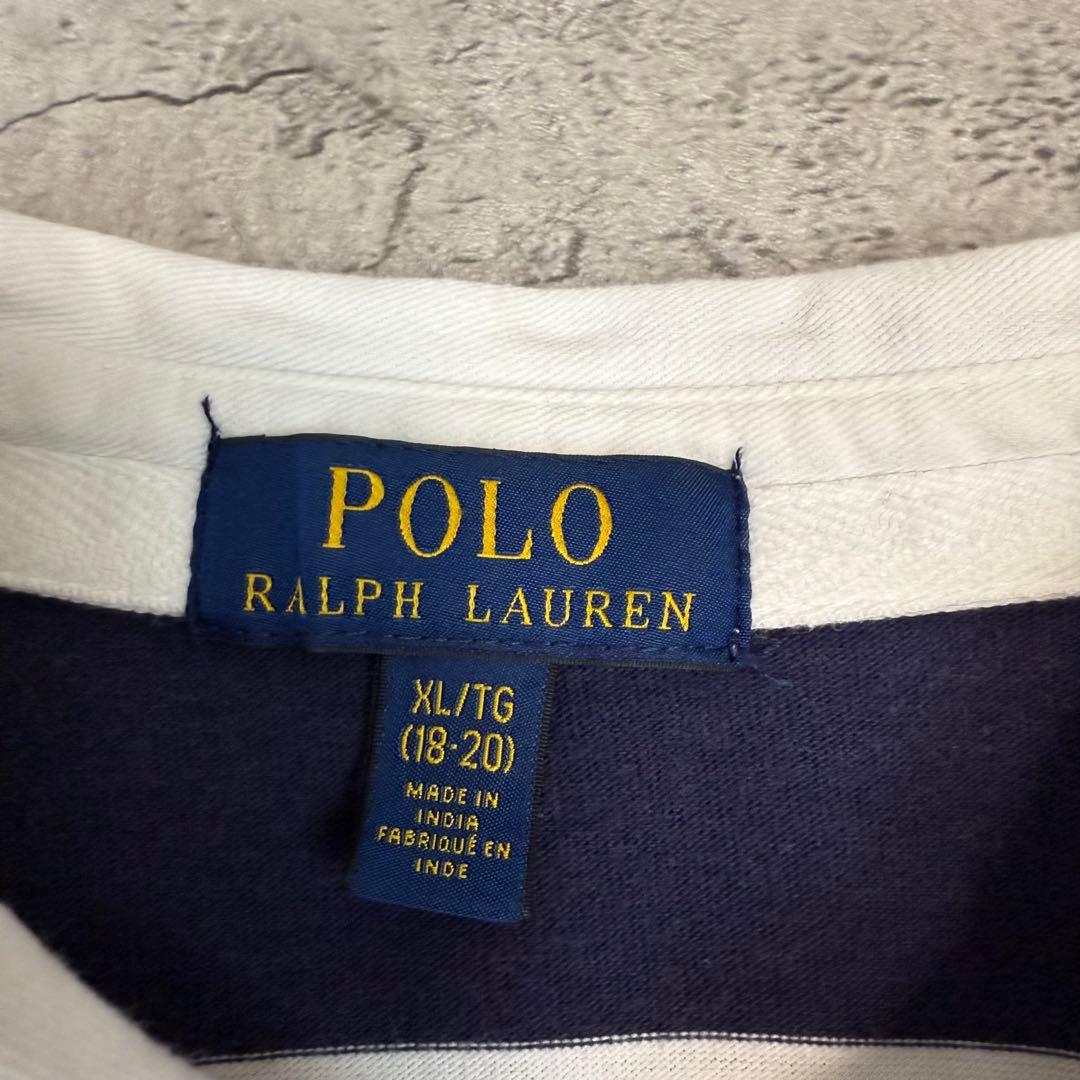 POLO
RALPH LAUREN
XL/TG
(18-20)
MADE IN
INDIA
FABRIQUÉ EN
INDE